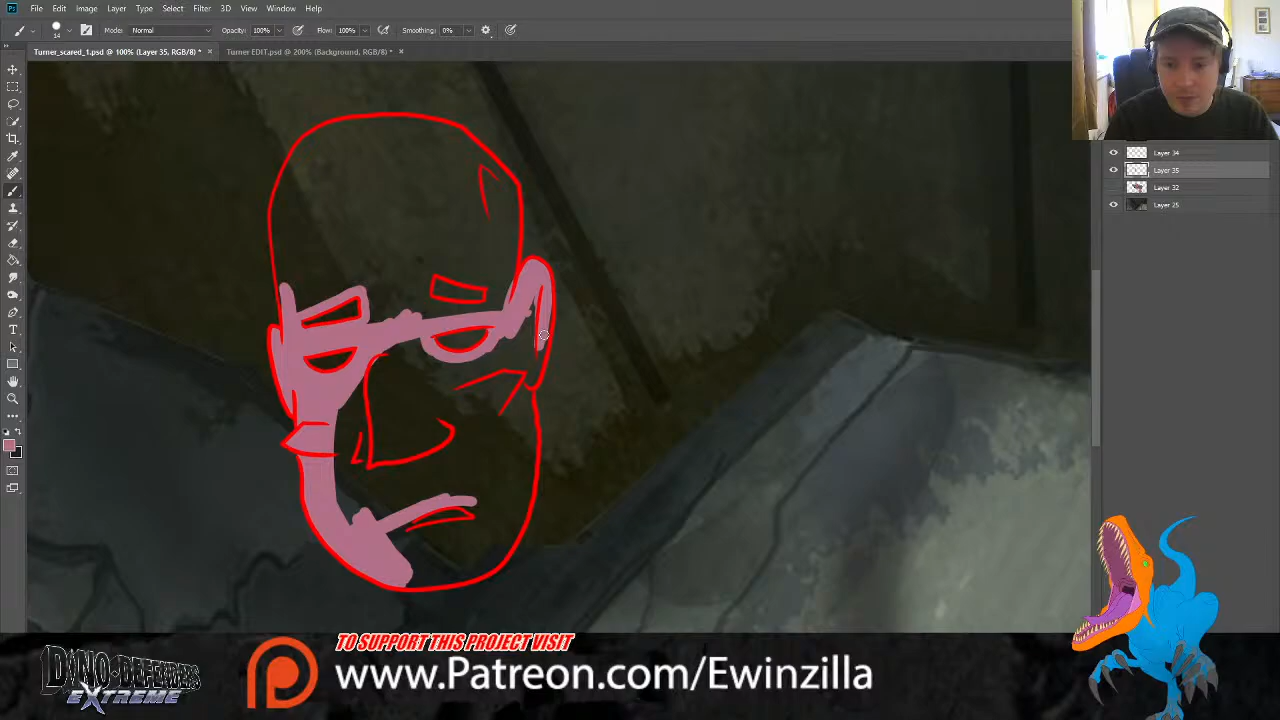 Ps File Edit Image Layer Type Select Filter 3D View Window Help
14 Mode: Normal Opacity: 100% Flow: 100% Smoothing: 0%
Turner_scared_1.psd @ 100% (Layer 35, RGB/8) * × Turner EDIT.psd @ 200% (Background, RGB/8) * ×
Layer 34
Layer 35
Layer 32
Layer 25
TO SUPPORT THIS PROJECT VISIT
www.Patreon.com/Ewinzilla
DINO-DEFENDERS
EXTREME